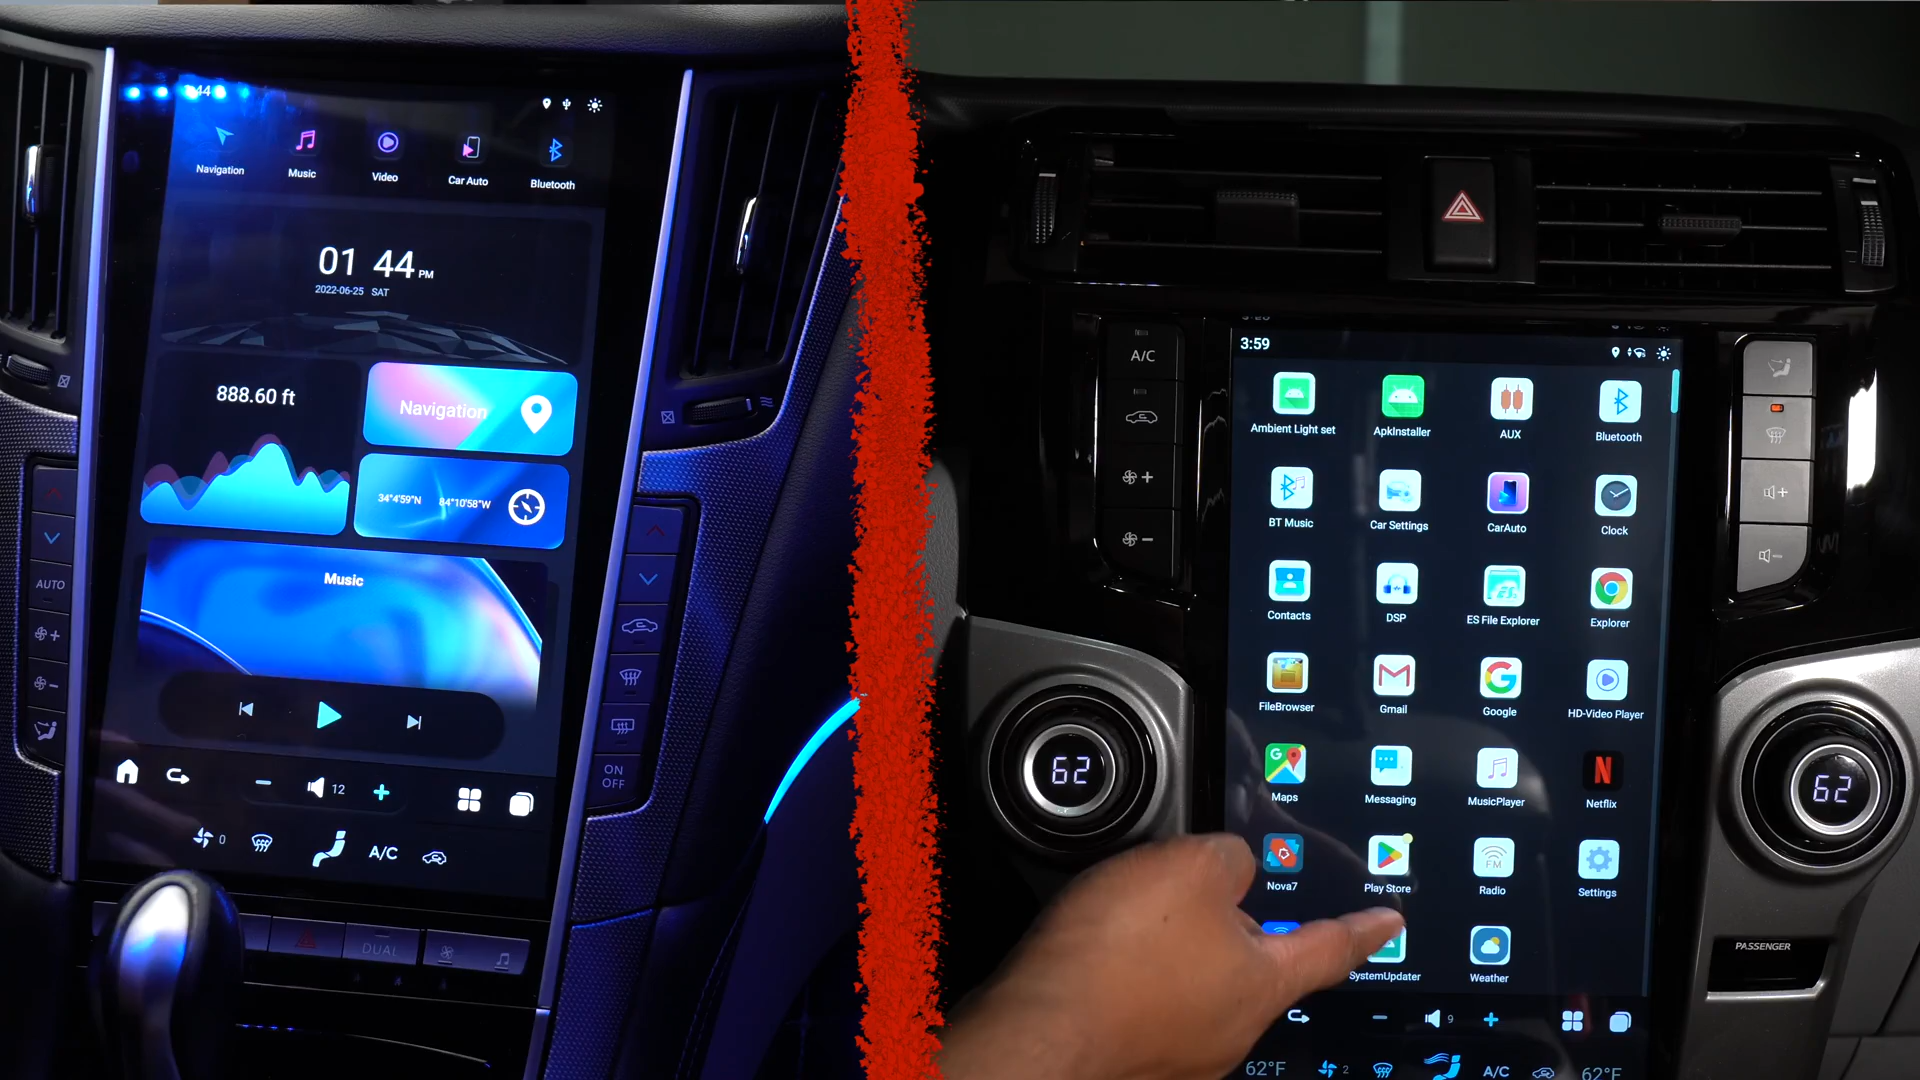 :44
Navigation
Music
Video
Car Auto
Bluetooth
01 44 PM
2022-06-25 SAT
888.60 ft
Navigation
34°4'59"N 84°10'58"W
Music
12
0
A/C
AUTO
ON
OFF
DUAL
A/C
3:59
Ambient Light set
ApkInstaller
AUX
Bluetooth
BT Music
Car Settings
CarAuto
Clock
Contacts
DSP
ES File Explorer
Explorer
FileBrowser
Gmail
Google
HD-Video Player
Maps
Messaging
MusicPlayer
Netflix
Nova7
Play Store
Radio
Settings
SystemUpdater
Weather
9
62°F
2
A/C
62°F
62
62
PASSENGER